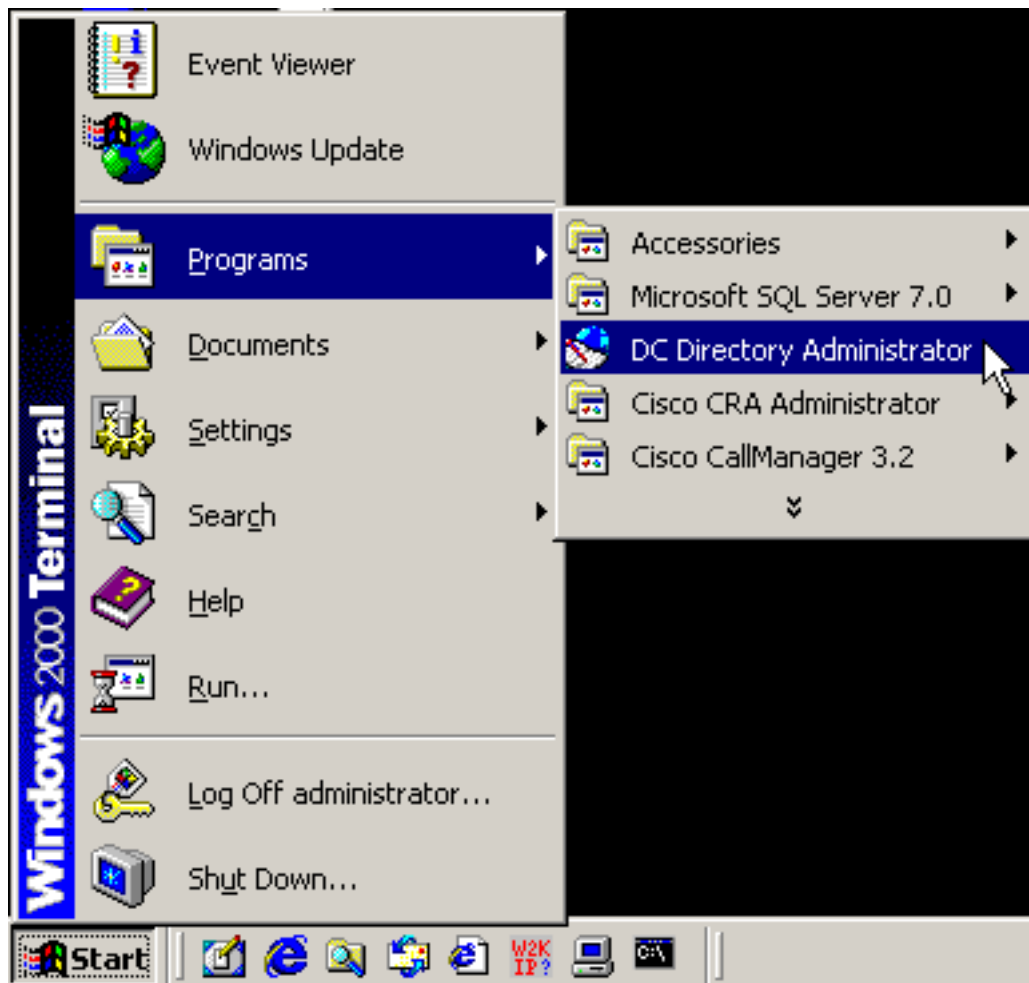 Event Viewer
Windows Update
Programs
Documents
Settings
Search
Help
Run...
Log Off administrator...
Shut Down...
Windows 2000 Terminal
Accessories
Microsoft SQL Server 7.0
DC Directory Administrator
Cisco CRA Administrator
Cisco CallManager 3.2
Start
W2K
IP?
C:\